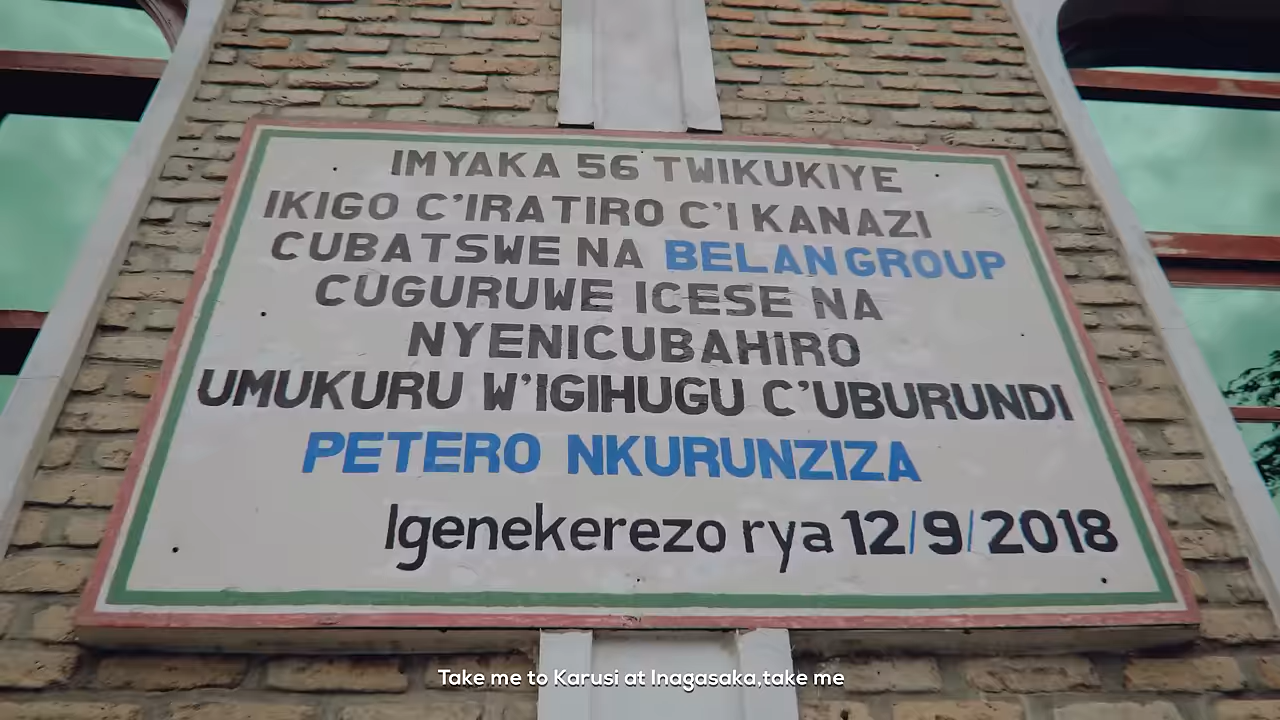 IMYAKA 56 TWIKUKIYE
IKIGO C'IRATIRO C'I KANAZI
CUBATSWE NA BELAN GROUP
CUGURUWE ICESE NA
NYENICUBAHIRO
UMUKURU W'IGIHUGU C'UBURUNDI
PETERO NKURUNZIZA
Igenekerezo rya 12/9/2018
Take me to Karusi at Inagasaka,take me